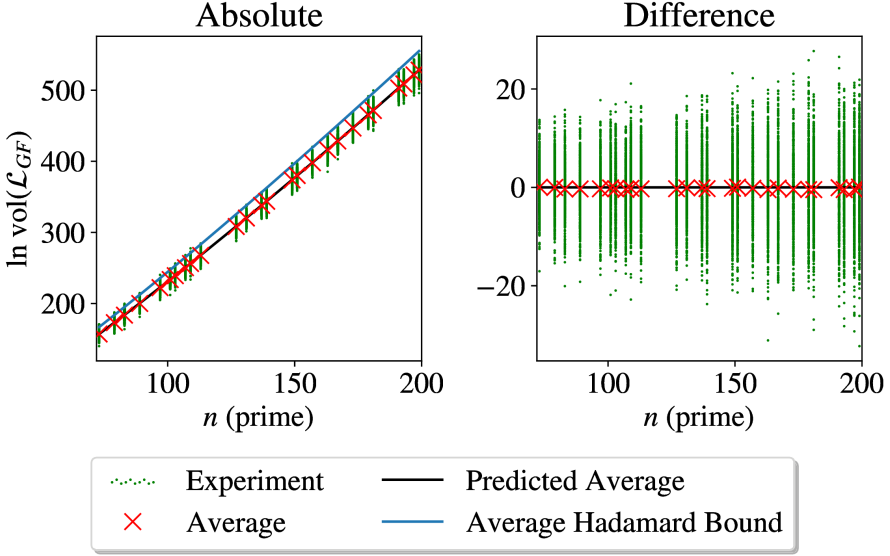 Absolute
Difference
ln vol(𝓛_GF)
500
400
300
200
100
150
200
n (prime)
20
0
−20
100
150
200
n (prime)
Experiment
Predicted Average
Average
Average Hadamard Bound